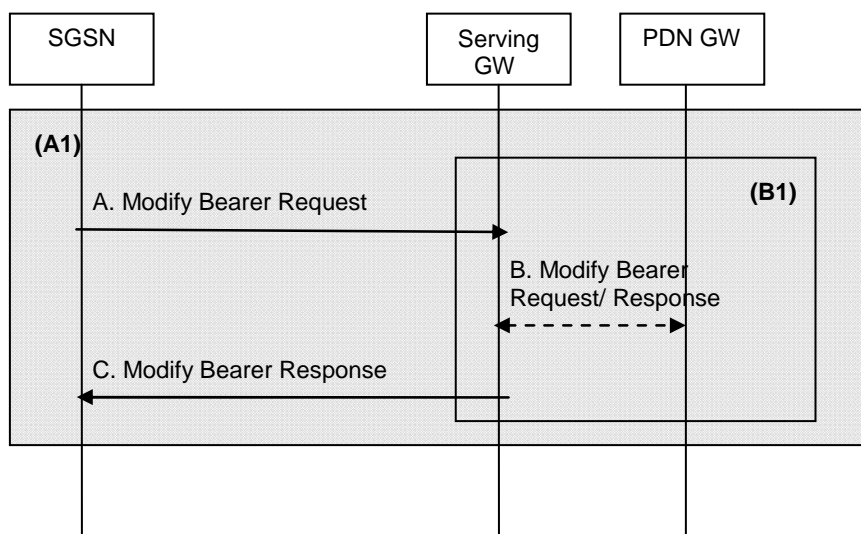 SGSN
Serving
GW
PDN GW
(A1)
(B1)
A. Modify Bearer Request
B. Modify Bearer
Request/ Response
C. Modify Bearer Response